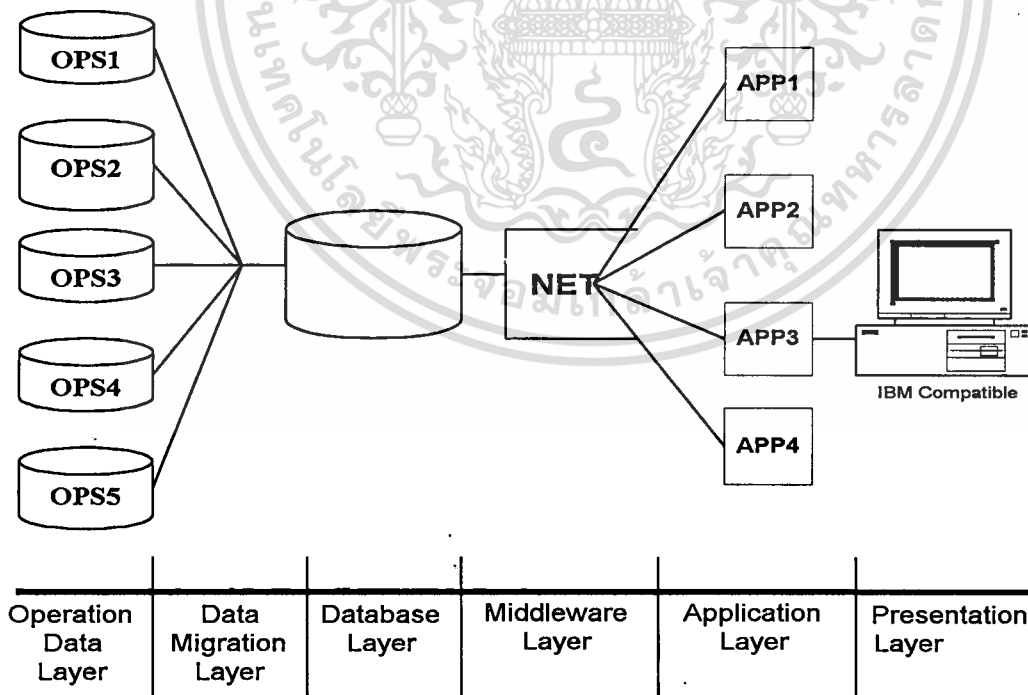 OPS1
OPS2
OPS3
OPS4
OPS5
NET
APP1
APP2
APP3
APP4
IBM Compatible
Operation
Data
Layer
Data
Migration
Layer
Database
Layer
Middleware
Layer
Application
Layer
Presentation
Layer